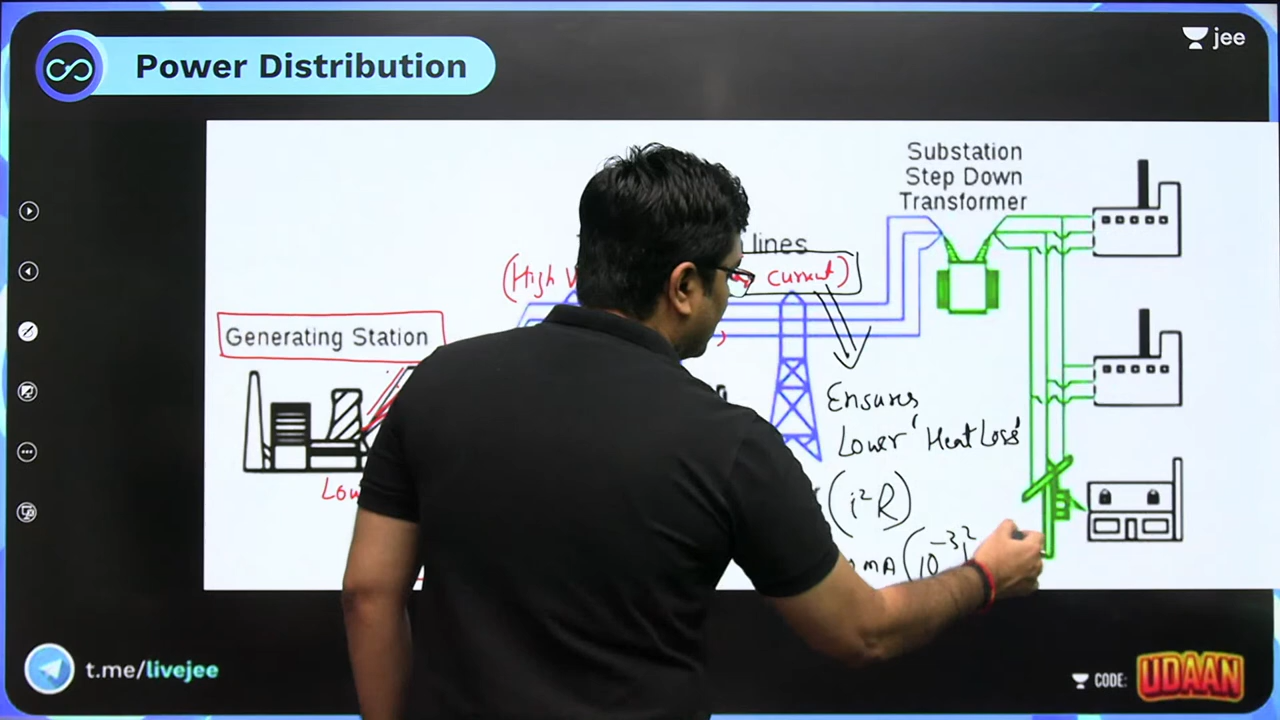 jee
Power Distribution
Substation
Step Down
Transformer
lines
(High current)
Generating Station
Ensures
Lower 'Heat Loss'
(i²R)
mA (10⁻³)²
t.me/livejee
CODE: UDAAN